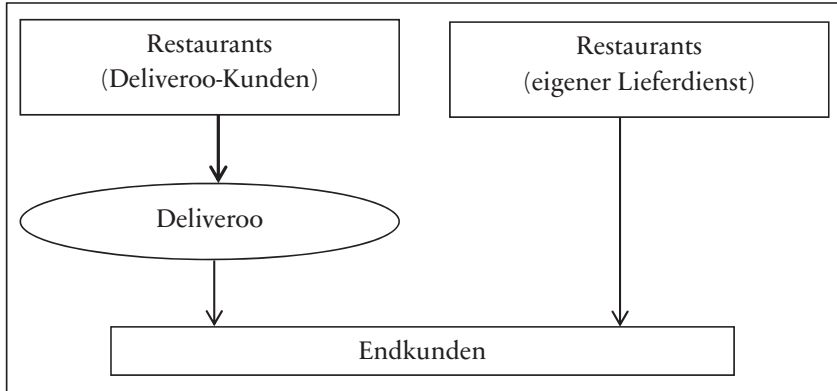 Restaurants
(Deliveroo-Kunden)
Restaurants
(eigener Lieferdienst)
Deliveroo
Endkunden